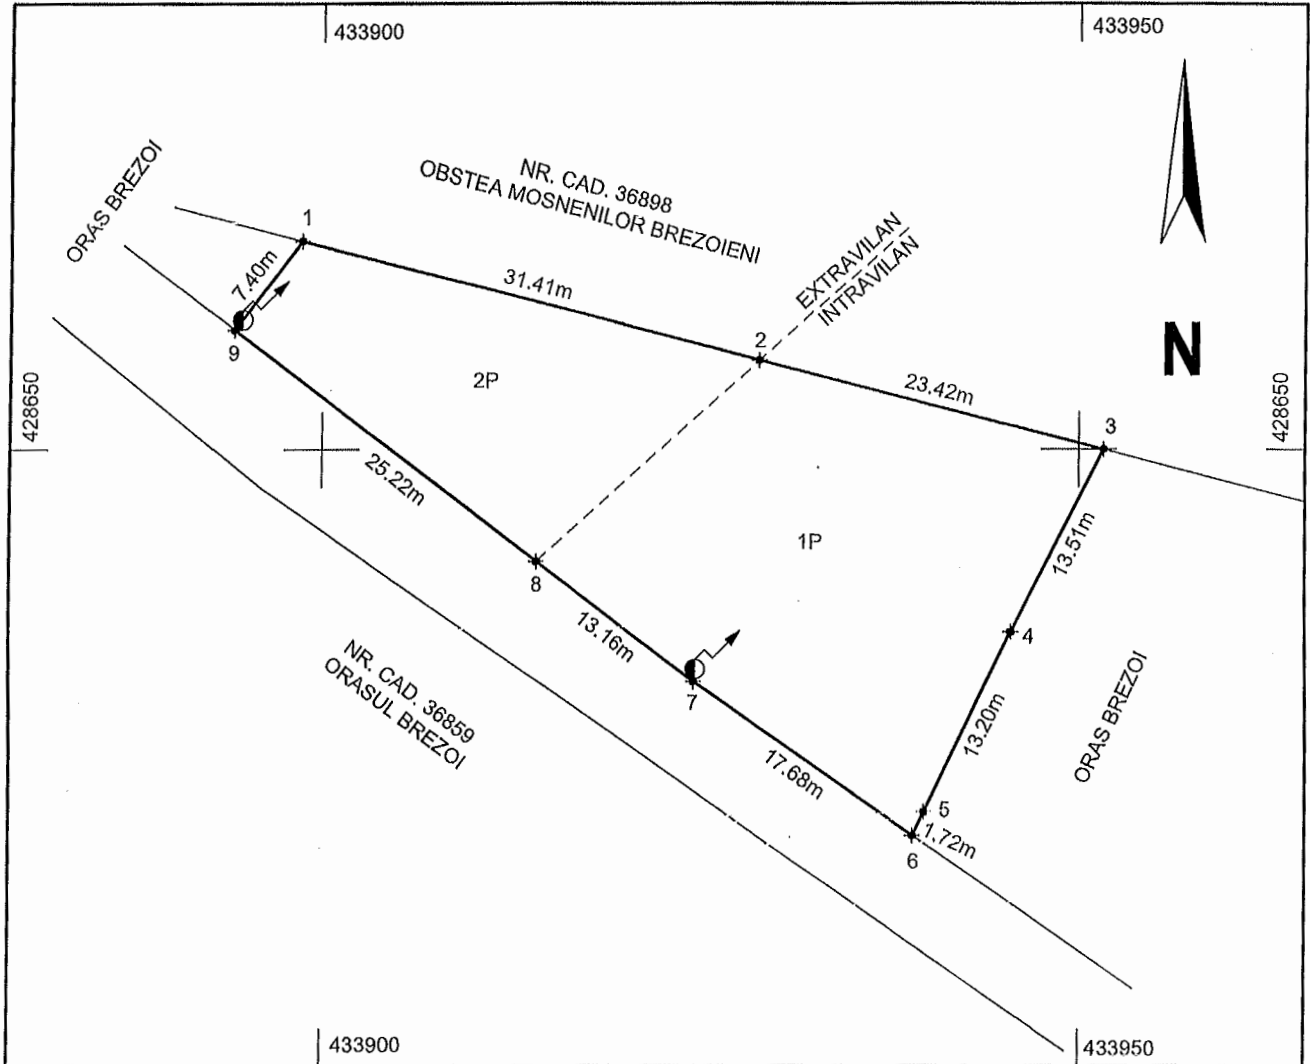 433900
433950
ORAS BREZOI
NR. CAD. 36898
OBSTEA MOSNENILOR BREZOIENI
EXTRAVILAN
INTRAVILAN
1
7.40m
31.41m
2
N
9
2P
23.42m
428650
428650
3
25.22m
13.51m
1P
8
13.16m
4
NR. CAD. 36859
ORASUL BREZOI
7
13.20m
ORAS BREZOI
17.68m
5
1.72m
6
433900
433950